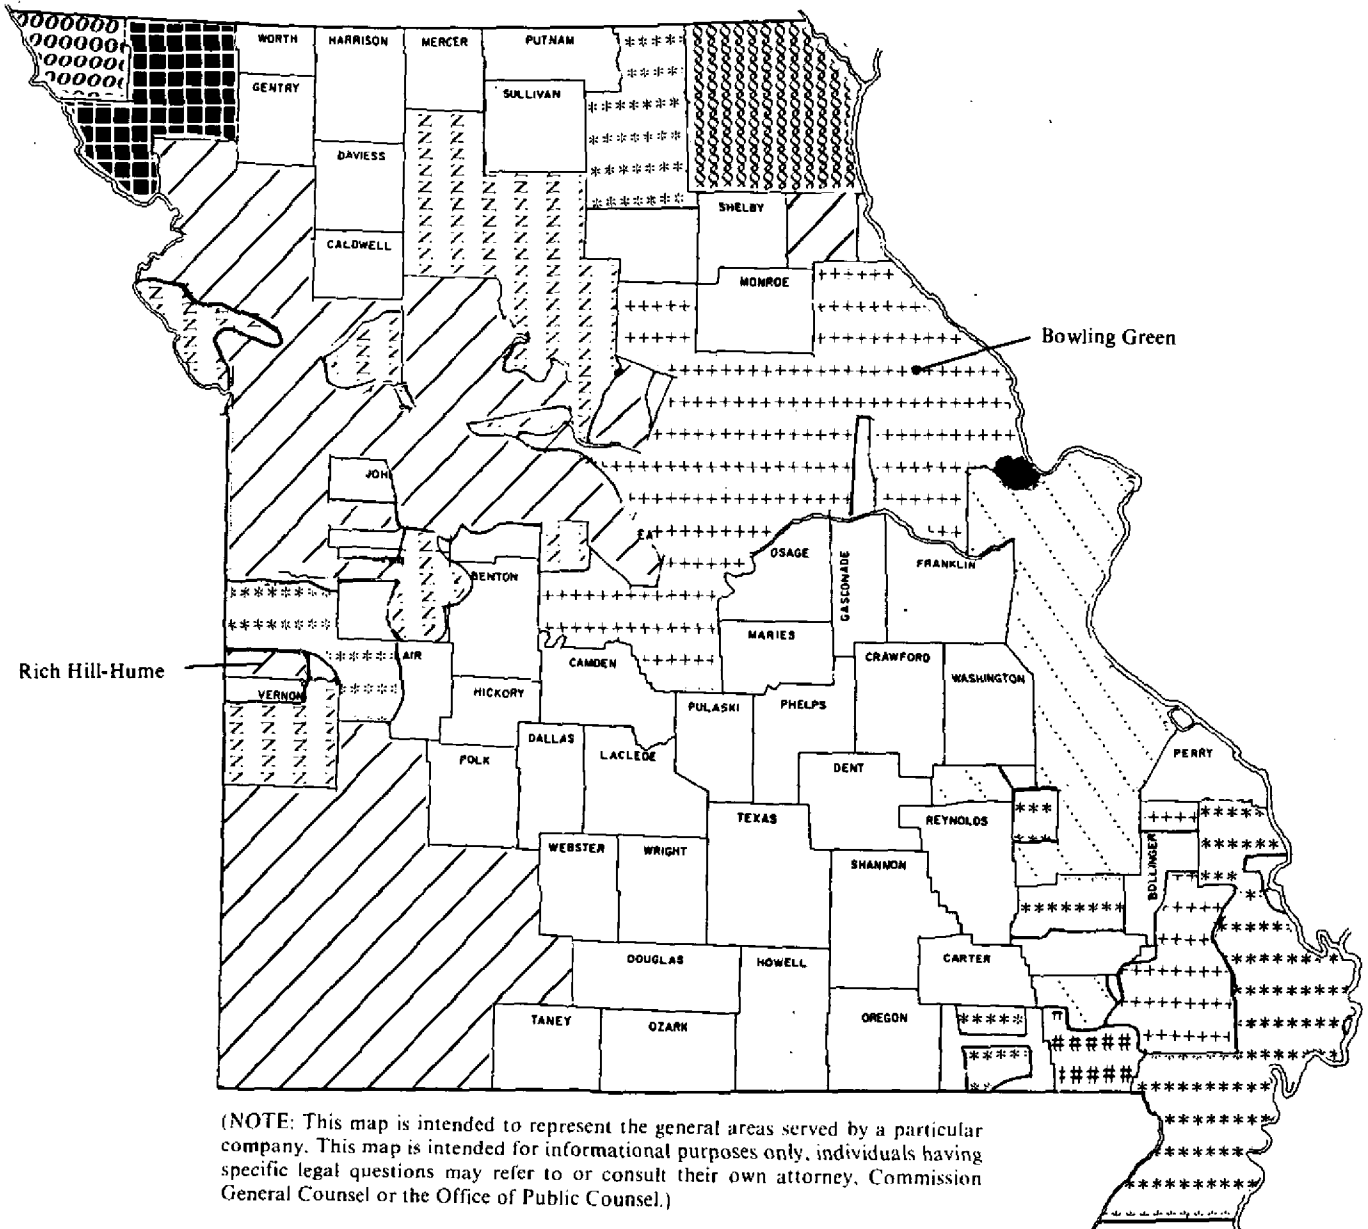 WORTH HARRISON MERCER PUTNAM
GENTRY
SULLIVAN
DAVIESS
SHELBY
CALDWELL
MONROE
Bowling Green
JOH
EAT
OSAGE
GASCONADE
FRANKLIN
BENTON
MARIES
Rich Hill-Hume
AIR
CAMDEN
CRAWFORD
WASHINGTON
VERNON
HICKORY
PULASKI
PHELPS
DALLAS
LACLEDE
PERRY
POLK
DENT
TEXAS
REYNOLDS
WEBSTER
WRIGHT
SHANNON
BOLLINGER
DOUGLAS
HOWELL
CARTER
TANEY
OZARK
OREGON
(NOTE: This map is intended to represent the general areas served by a particular
company. This map is intended for informational purposes only, individuals having
specific legal questions may refer to or consult their own attorney, Commission
General Counsel or the Office of Public Counsel.)